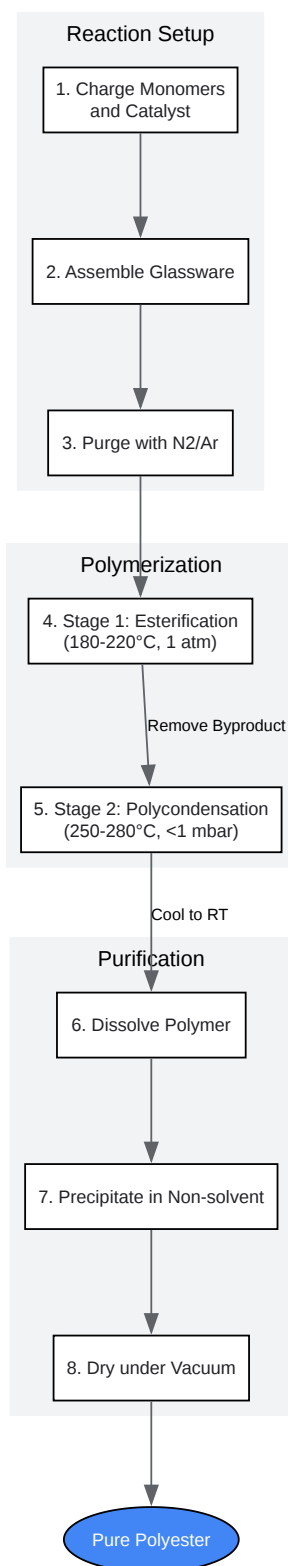 Reaction Setup
1. Charge Monomers
and Catalyst
2. Assemble Glassware
3. Purge with N2/Ar
Polymerization
4. Stage 1: Esterification
(180-220°C, 1 atm)
Remove Byproduct
5. Stage 2: Polycondensation
(250-280°C, <1 mbar)
Cool to RT
Purification
6. Dissolve Polymer
7. Precipitate in Non-solvent
8. Dry under Vacuum
Pure Polyester